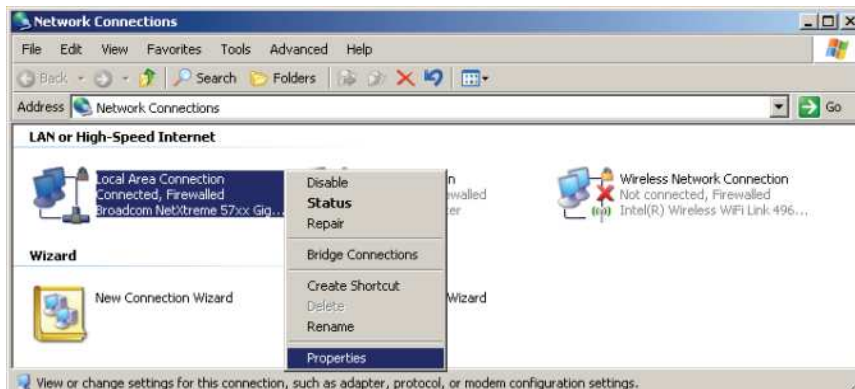 Network Connections
File Edit View Favorites Tools Advanced Help
Back Search Folders
Address Network Connections Go
LAN or High-Speed Internet
Local Area Connection
Connected, Firewalled
Broadcom NetXtreme 57xx Gig...
Disable
Status
Repair
Bridge Connections
Create Shortcut
Delete
Rename
Properties
Wireless Network Connection
Not connected, Firewalled
Intel(R) Wireless WiFi Link 496...
Wizard
New Connection Wizard
Wizard
View or change settings for this connection, such as adapter, protocol, or modem configuration settings.